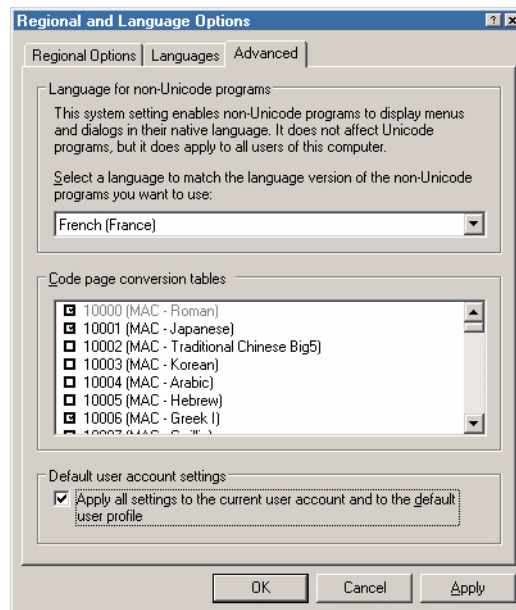 Regional and Language Options
Regional Options
Languages
Advanced
Language for non-Unicode programs
This system setting enables non-Unicode programs to display menus
and dialogs in their native language. It does not affect Unicode
programs, but it does apply to all users of this computer.
Select a language to match the language version of the non-Unicode
programs you want to use:
French (France)
Code page conversion tables
10000 (MAC - Roman)
10001 (MAC - Japanese)
10002 (MAC - Traditional Chinese Big5)
10003 (MAC - Korean)
10004 (MAC - Arabic)
10005 (MAC - Hebrew)
10006 (MAC - Greek I)
Default user account settings
Apply all settings to the current user account and to the default
user profile
OK
Cancel
Apply